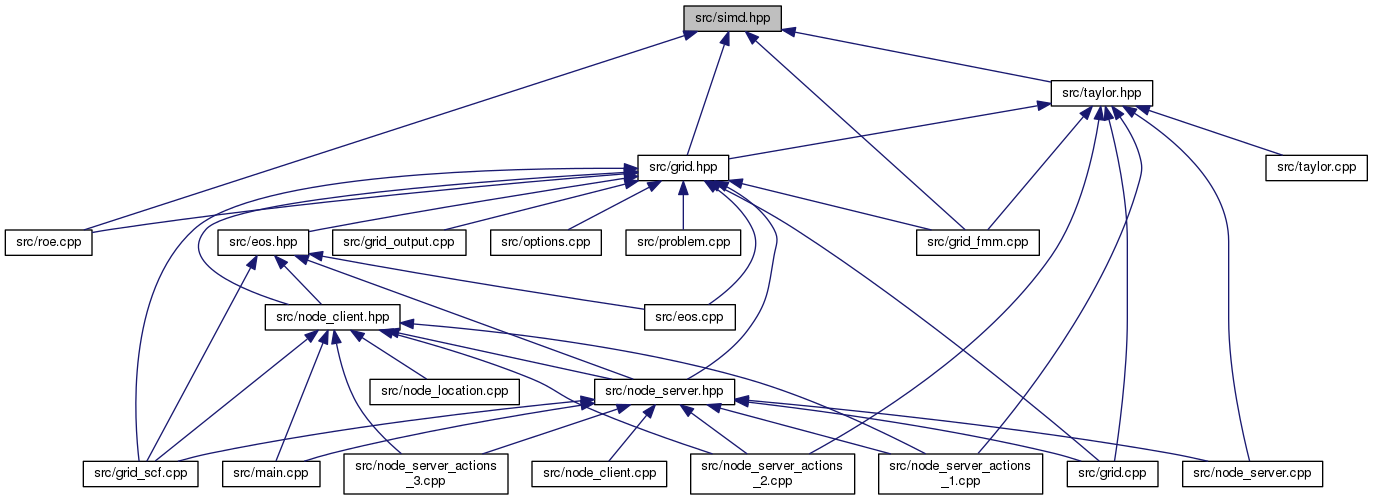 src/simd.hpp
src/taylor.hpp
src/grid.hpp
src/taylor.cpp
src/roe.cpp
src/eos.hpp
src/grid_output.cpp
src/options.cpp
src/problem.cpp
src/grid_fmm.cpp
src/node_client.hpp
src/eos.cpp
src/node_location.cpp
src/node_server.hpp
src/grid_scf.cpp
src/main.cpp
src/node_server_actions
_3.cpp
src/node_client.cpp
src/node_server_actions
_2.cpp
src/node_server_actions
_1.cpp
src/grid.cpp
src/node_server.cpp